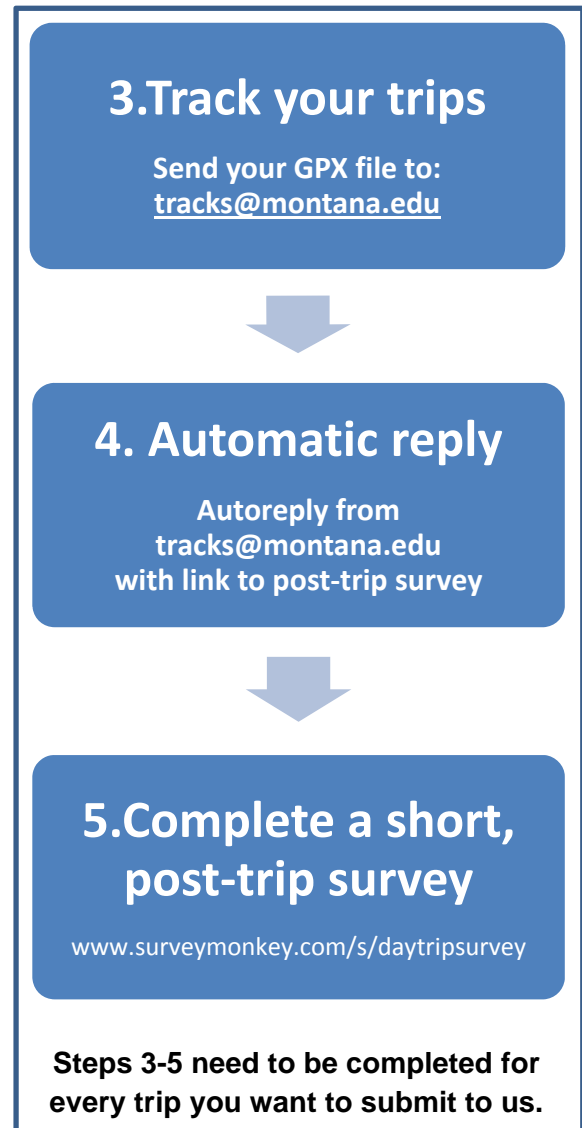 3.Track your trips
Send your GPX file to:
tracks@montana.edu
4. Automatic reply
Autoreply from
tracks@montana.edu
with link to post-trip survey
5.Complete a short,
post-trip survey
www.surveymonkey.com/s/daytripsurvey
Steps 3-5 need to be completed for
every trip you want to submit to us.